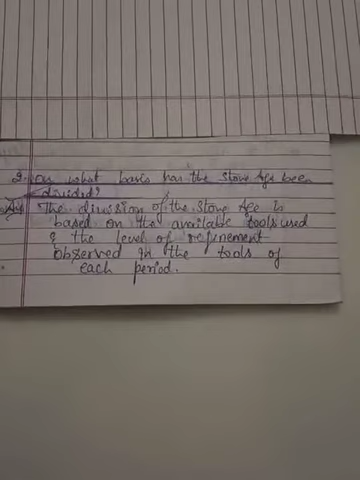 2. On what basis has the Stone Age been
divided?
Ans The division of the Stone Age is
based on the available tools used
& the level of refinement
observed in the tools of
each period.